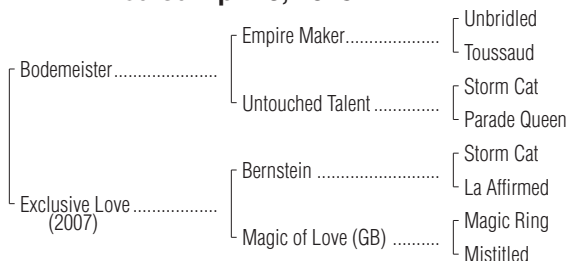 Unbridled
Empire Maker.....................
Toussaud
Bodemeister.......................
Storm Cat
Untouched Talent ..............
Parade Queen
Storm Cat
Bernstein ...........................
La Affirmed
Exclusive Love ..................
(2007)
Magic Ring
Magic of Love (GB) ..........
Mistitled